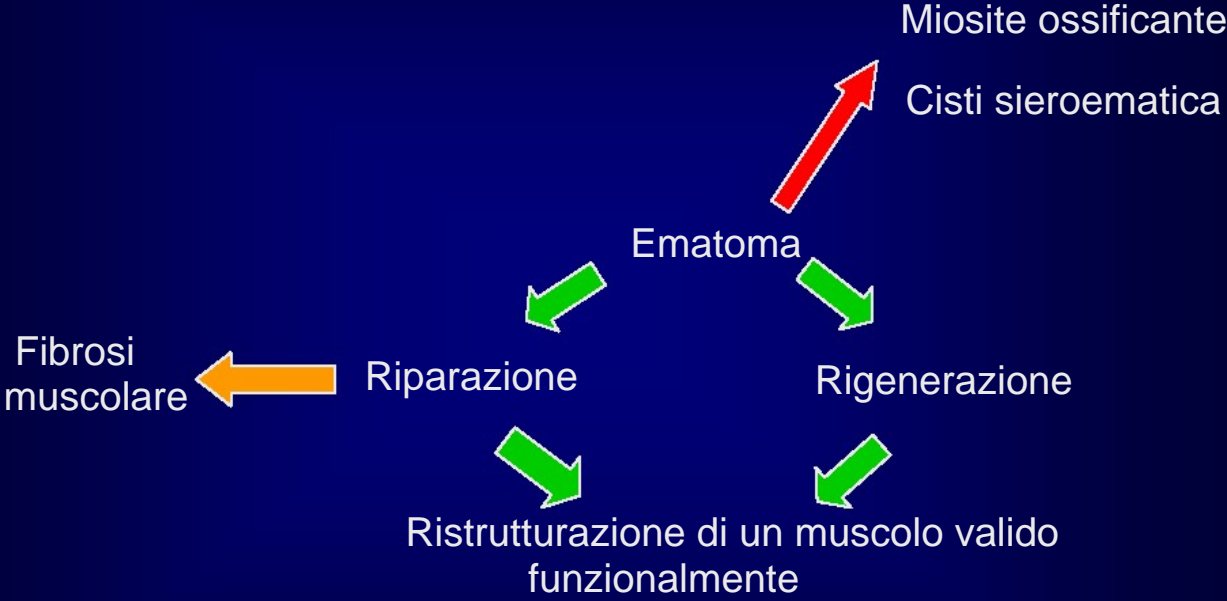 Miosite ossificante
Cisti sieroematica
Ematoma
Fibrosi
muscolare
Riparazione
Rigenerazione
Ristrutturazione di un muscolo valido
funzionalmente